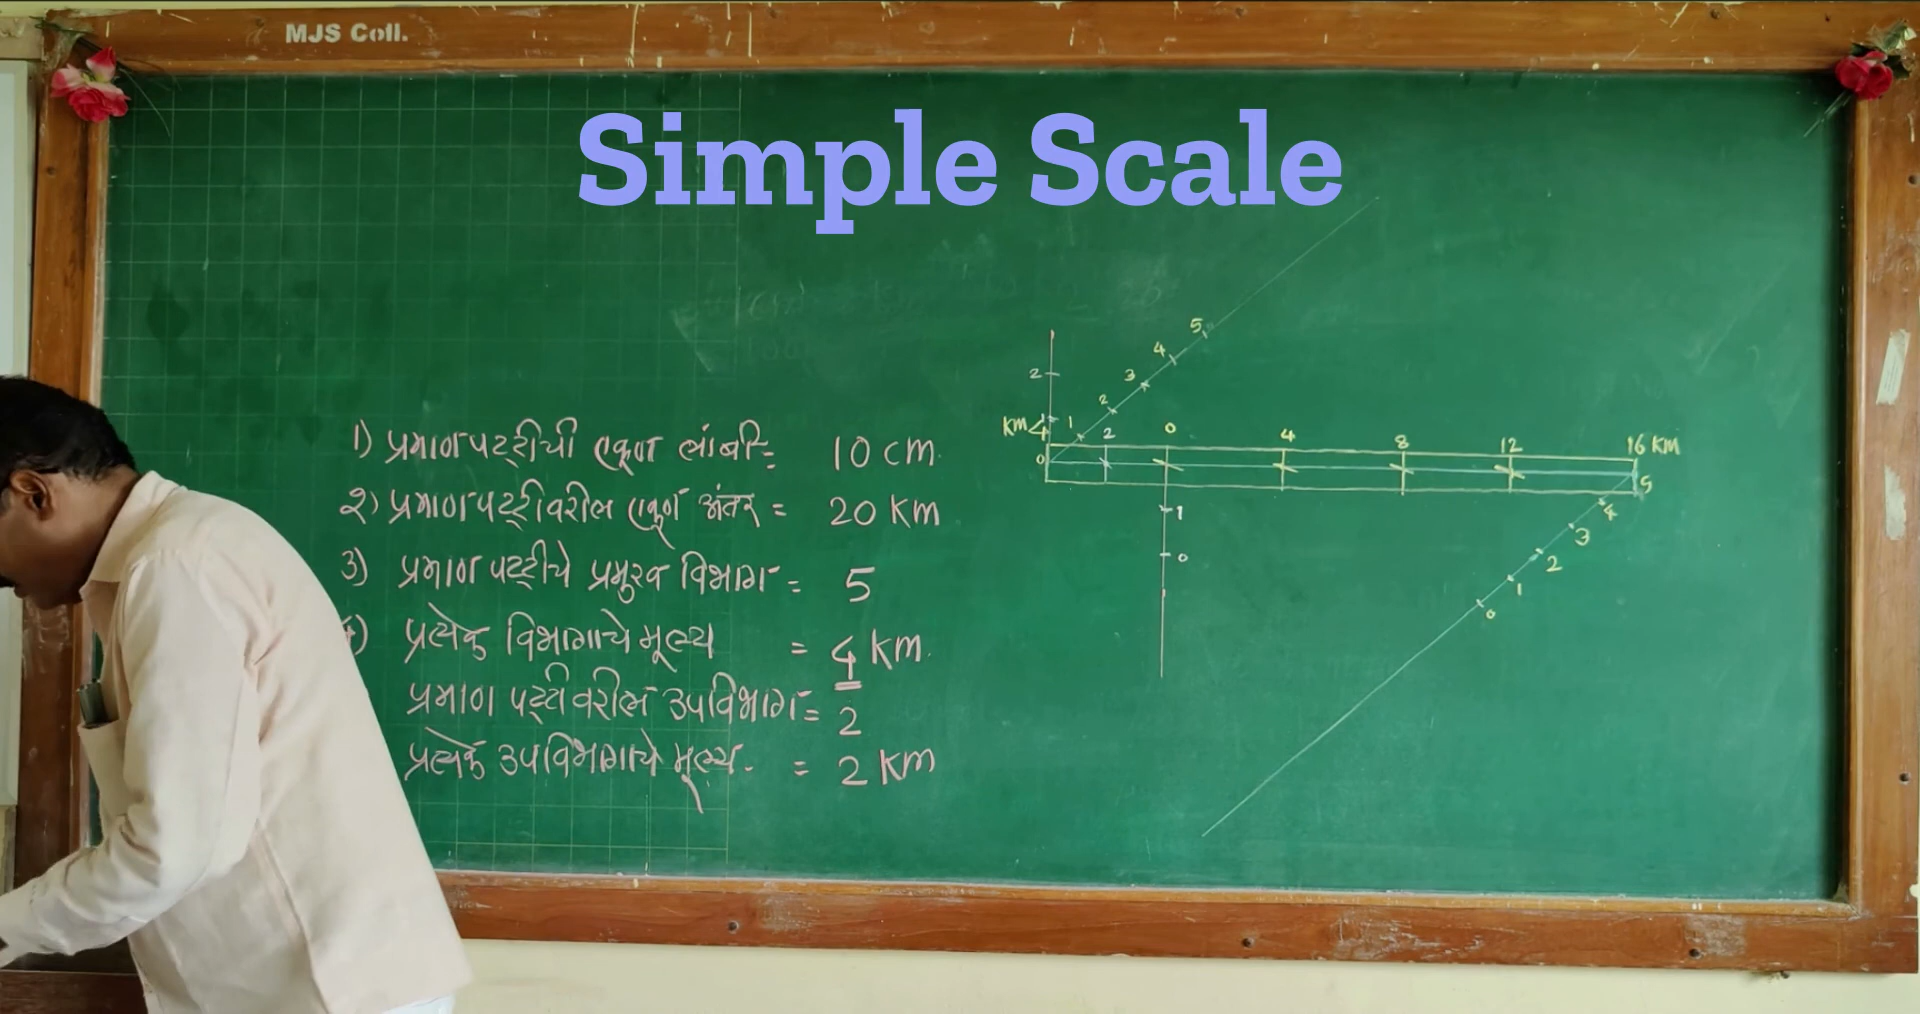 MJS Coll.
Simple Scale
1) प्रमाणपट्टीची एकूण लांबी = 10 cm.
२) प्रमाणपट्टीवरील एकूण अंतर = 20 KM
3) प्रमाणपट्टीचे प्रमुख विभाग = 5
4) प्रत्येक विभागाचे मूल्य = 4 KM.
प्रमाण पट्टीवरील उपविभाग = 2
प्रत्येक उपविभागाचे मूल्य. = 2 KM
5
4
3
2
2
1
KM 4 2 0 4 8 12 16 KM
0
5
1
4
3
0
2
1
0